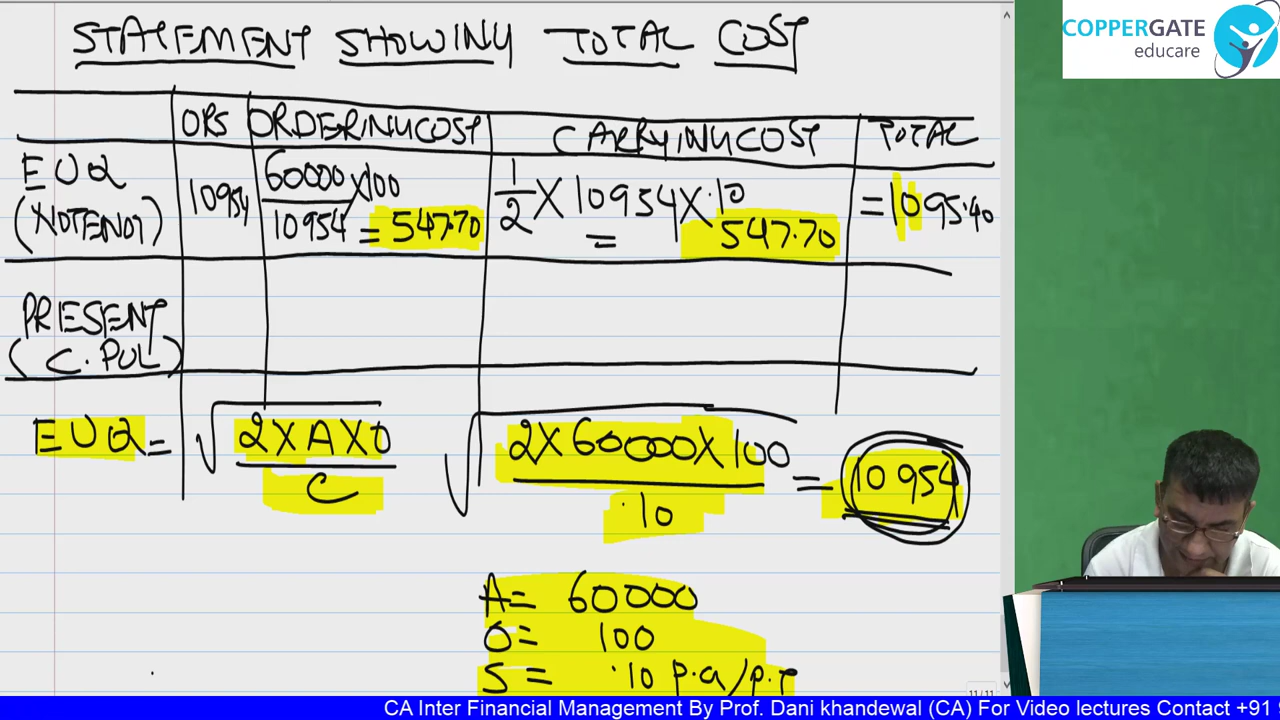 STATEMENT SHOWING TOTAL COST
COPPERGATE
educare
ORS ORDERING COST CARRYING COST TOTAL
EOQ 10954 60000/10954 × 100 1/2 × 10954 × .10 = 1095.40
= 547.70 = 547.70
PRESENT
(C. POL)
EOQ = √ 2 × A × O / C √ 2 × 60000 × 100 / .10 = 10954
A = 60000
O = 100
S = .10 p.a/p.
11/11
CA Inter Financial Management By Prof. Dani khandewal (CA) For Video lectures Contact +91